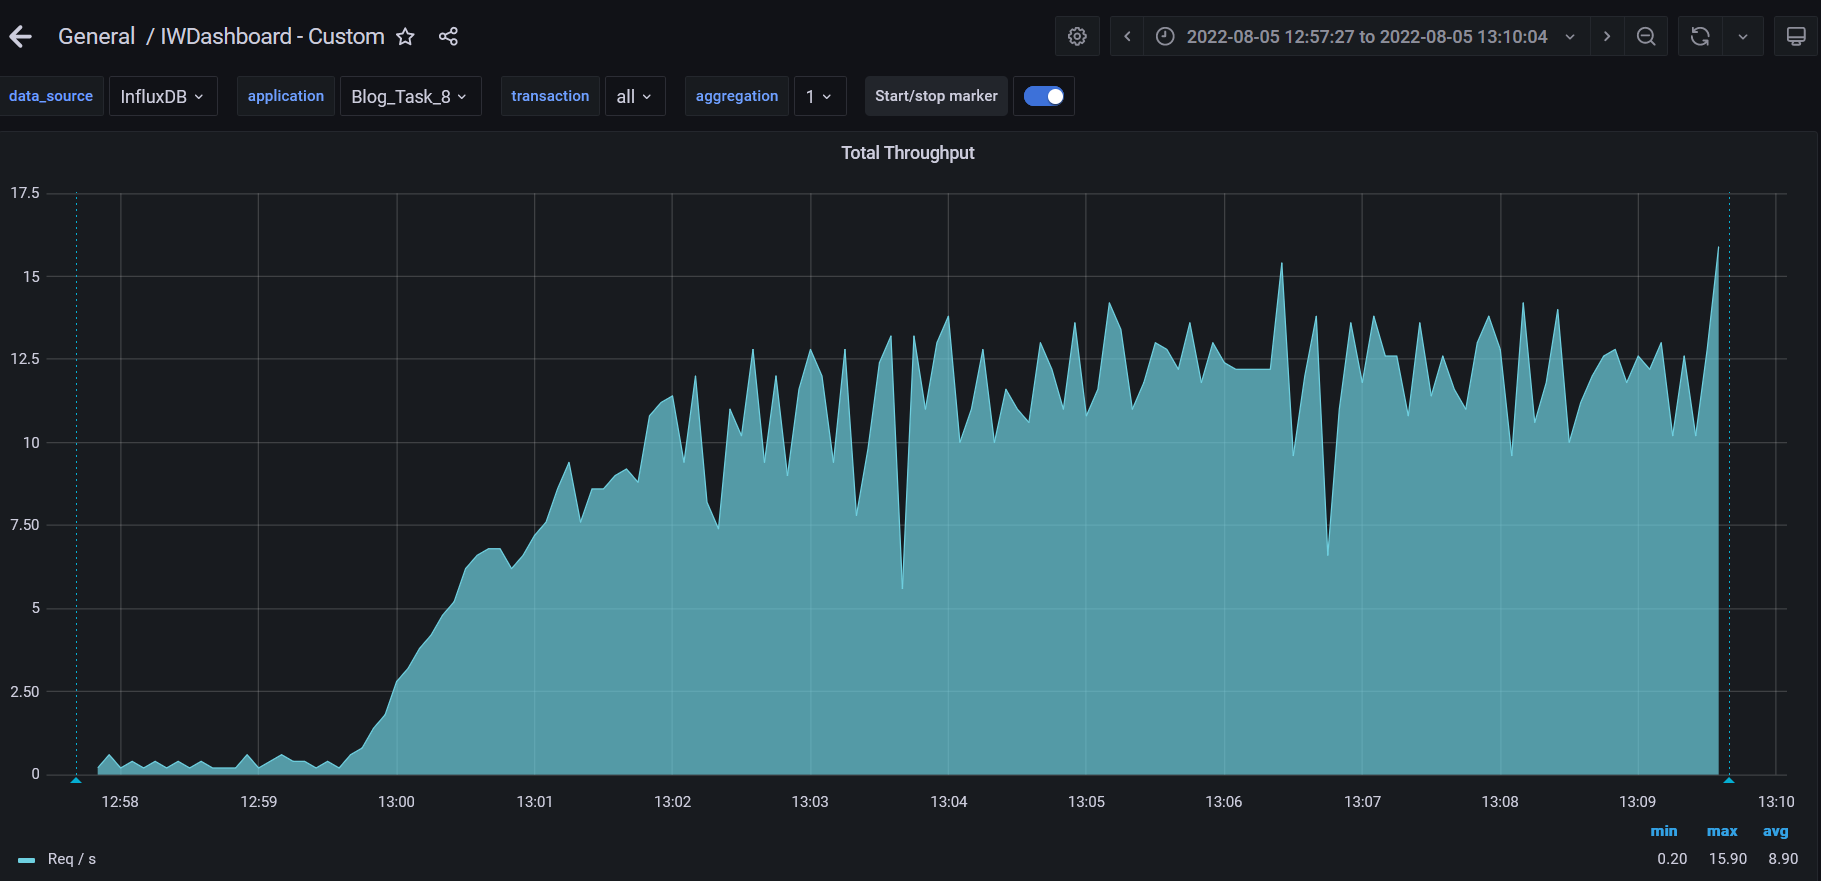 General / IWDashboard - Custom 2022-08-05 12:57:27 to 2022-08-05 13:10:04
data_source InfluxDB application Blog_Task_8 transaction all aggregation 1 Start/stop marker
Total Throughput
17.5
15
12.5
10
7.50
5
2.50
0
12:58 12:59 13:00 13:01 13:02 13:03 13:04 13:05 13:06 13:07 13:08 13:09 13:10
min max avg
Req / s 0.20 15.90 8.90